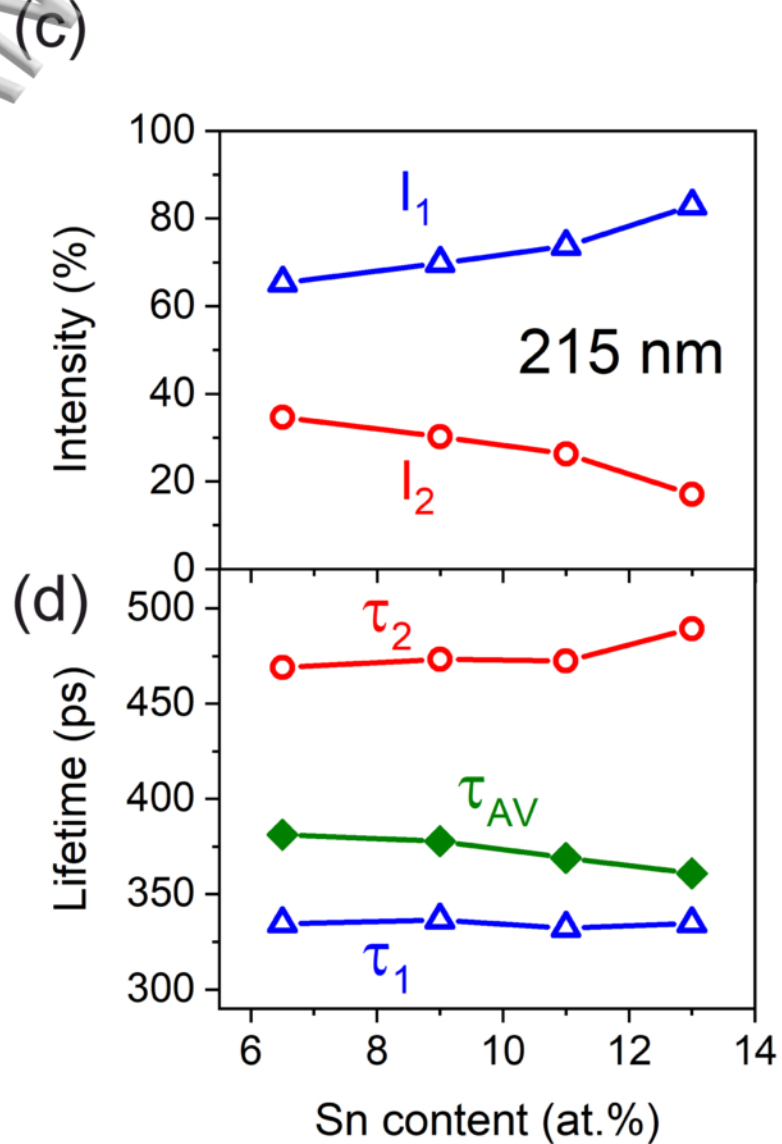 (c)
100
80
60
40
20
0
Intensity (%)
I1
215 nm
I2
(d)
500
450
400
350
300
Lifetime (ps)
τ2
τAV
τ1
6 8 10 12 14
Sn content (at.%)